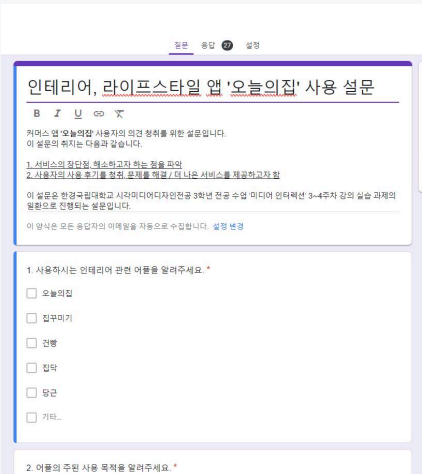 질문 응답 27 설정
인테리어, 라이프스타일 앱 '오늘의집' 사용 설문
B I U
커머스 앱 '오늘의집' 사용자의 의견 청취를 위한 설문입니다.
이 설문의 취지는 다음과 같습니다.
1. 서비스의 장단점, 해소하고자 하는 점을 파악
2. 사용자의 사용 후기를 청취, 문제를 해결 / 더 나은 서비스를 제공하고자 함
이 설문은 한경국립대학교 시각미디어디자인전공 3학년 전공 수업 '미디어 인터렉션' 3~4주차 강의 실습 과제의
일환으로 진행되는 설문입니다.
이 양식은 모든 응답자의 이메일을 자동으로 수집합니다. 설정 변경
1. 사용하시는 인테리어 관련 어플을 알려주세요. *
오늘의집
집꾸미기
건빵
집닥
당근
기타...
2. 어플의 주된 사용 목적을 알려주세요. *